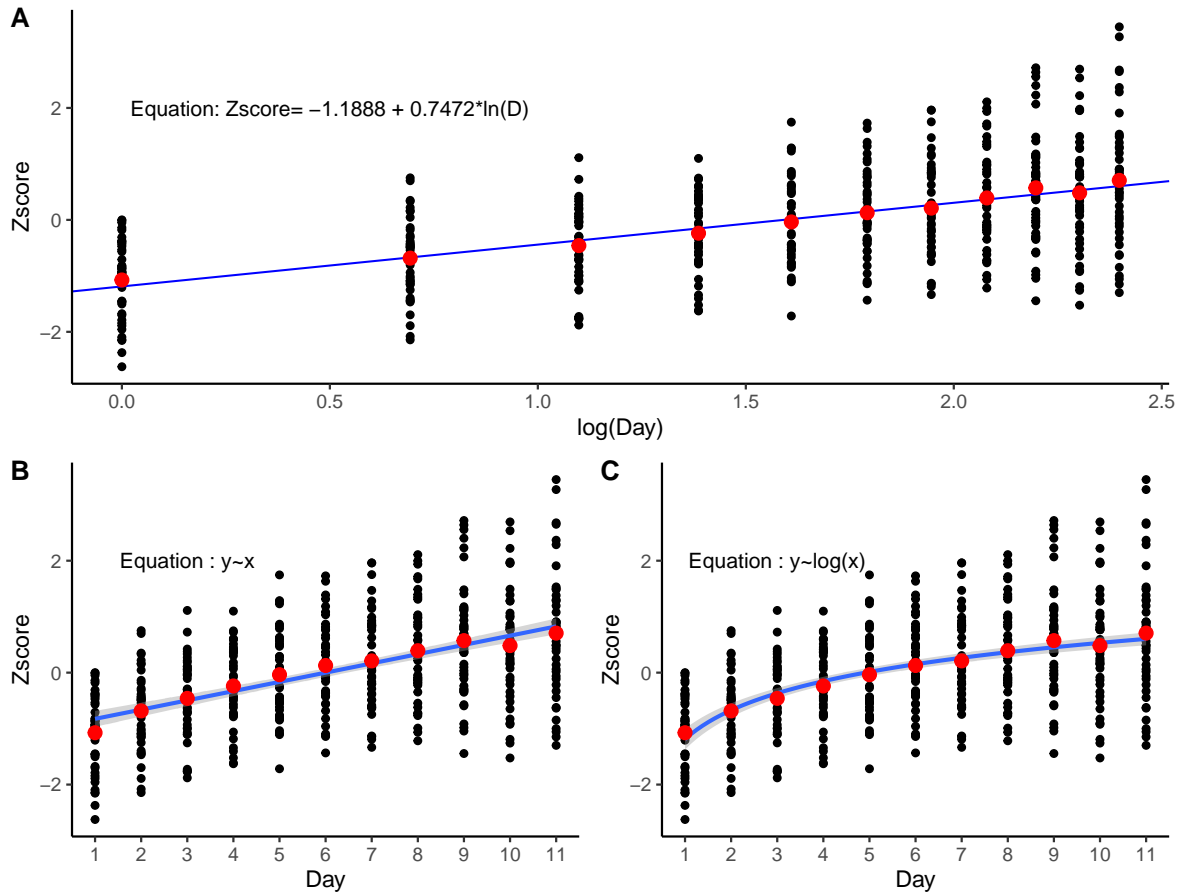 A
Zscore
2
0
−2
Equation: Zscore= −1.1888 + 0.7472*ln(D)
0.0 0.5 1.0 1.5 2.0 2.5
log(Day)
B
Zscore
2
0
−2
Equation : y~x
1 2 3 4 5 6 7 8 9 10 11
Day
C
Zscore
2
0
−2
Equation : y~log(x)
1 2 3 4 5 6 7 8 9 10 11
Day